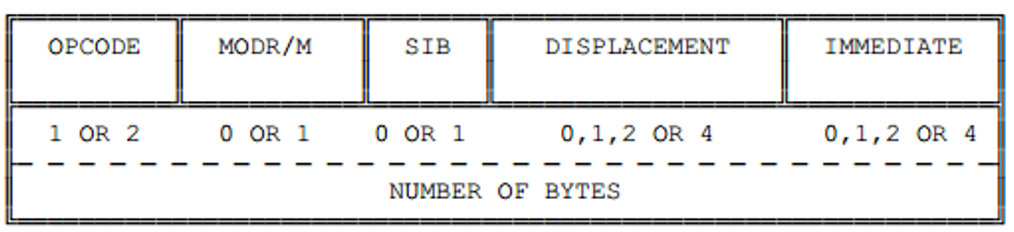 OPCODE MODR/M SIB DISPLACEMENT IMMEDIATE
1 OR 2 0 OR 1 0 OR 1 0,1,2 OR 4 0,1,2 OR 4
NUMBER OF BYTES